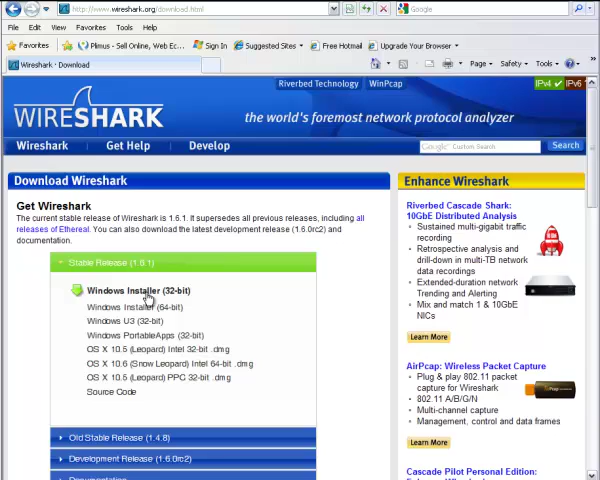 http://www.wireshark.org/download.html
Google
File Edit View Favorites Tools Help
Favorites Plimus - Sell Online, Web Ec... Sign In Suggested Sites Free Hotmail Upgrade Your Browser
Wireshark · Download
Page Safety Tools
Riverbed Technology WinPcap
IPv4 IPv6
WIRESHARK
the world's foremost network protocol analyzer
Wireshark Get Help Develop
Google Custom Search Search
Download Wireshark
Get Wireshark
The current stable release of Wireshark is 1.6.1. It supersedes all previous releases, including all
releases of Ethereal. You can also download the latest development release (1.6.0rc2) and
documentation.
Stable Release (1.6.1)
Windows Installer (32-bit)
Windows Installer (64-bit)
Windows U3 (32-bit)
Windows PortableApps (32-bit)
OS X 10.5 (Leopard) Intel 32-bit .dmg
OS X 10.6 (Snow Leopard) Intel 64-bit .dmg
OS X 10.5 (Leopard) PPC 32-bit .dmg
Source Code
Old Stable Release (1.4.8)
Development Release (1.6.0rc2)
Documentation
Enhance Wireshark
Riverbed Cascade Shark:
10GbE Distributed Analysis
• Sustained multi-gigabit traffic
recording
• Retrospective analysis and
drill-down in multi-TB network
data recordings
• Extended-duration network
Trending and Alerting
• Mix and match 1 & 10GbE
NICs
Learn More
AirPcap: Wireless Packet Capture
• Plug & play 802.11 packet
capture for Wireshark
• 802.11 A/B/G/N
• Multi-channel capture
• Management, control and data frames
Learn More
Cascade Pilot Personal Edition: